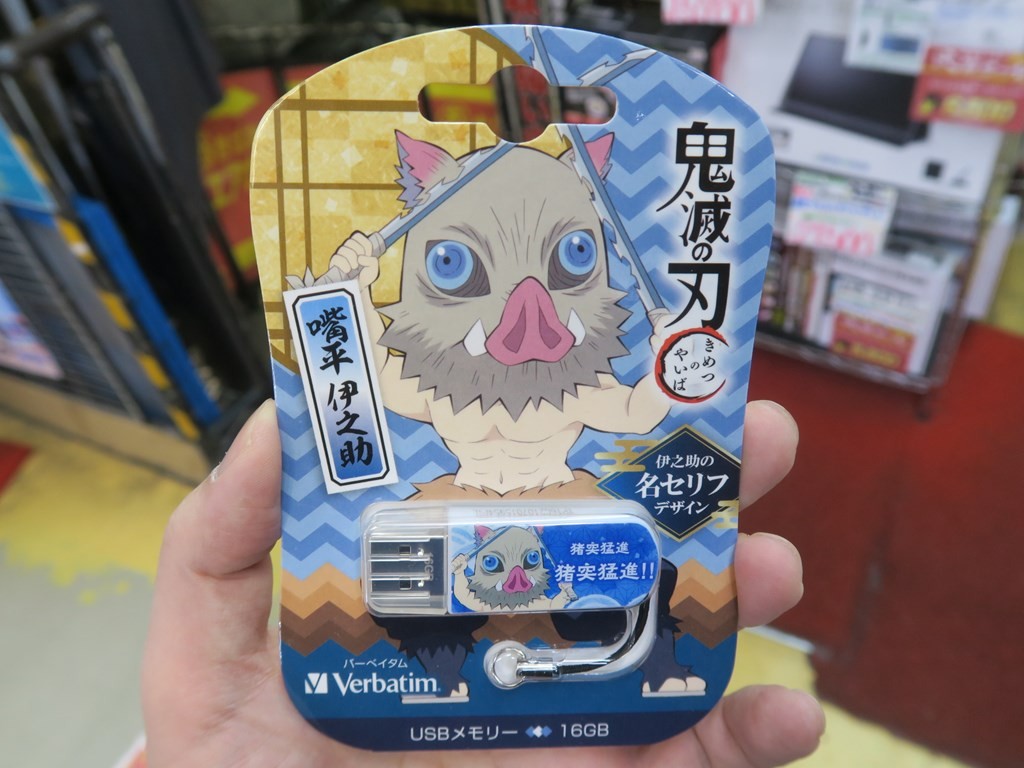 鬼滅の刃
きめつ
の
やいば
嘴平 伊之助
伊之助の
名セリフ
デザイン
猪突猛進
猪突猛進!!
バーベイタム
Verbatim
USBメモリー 16GB